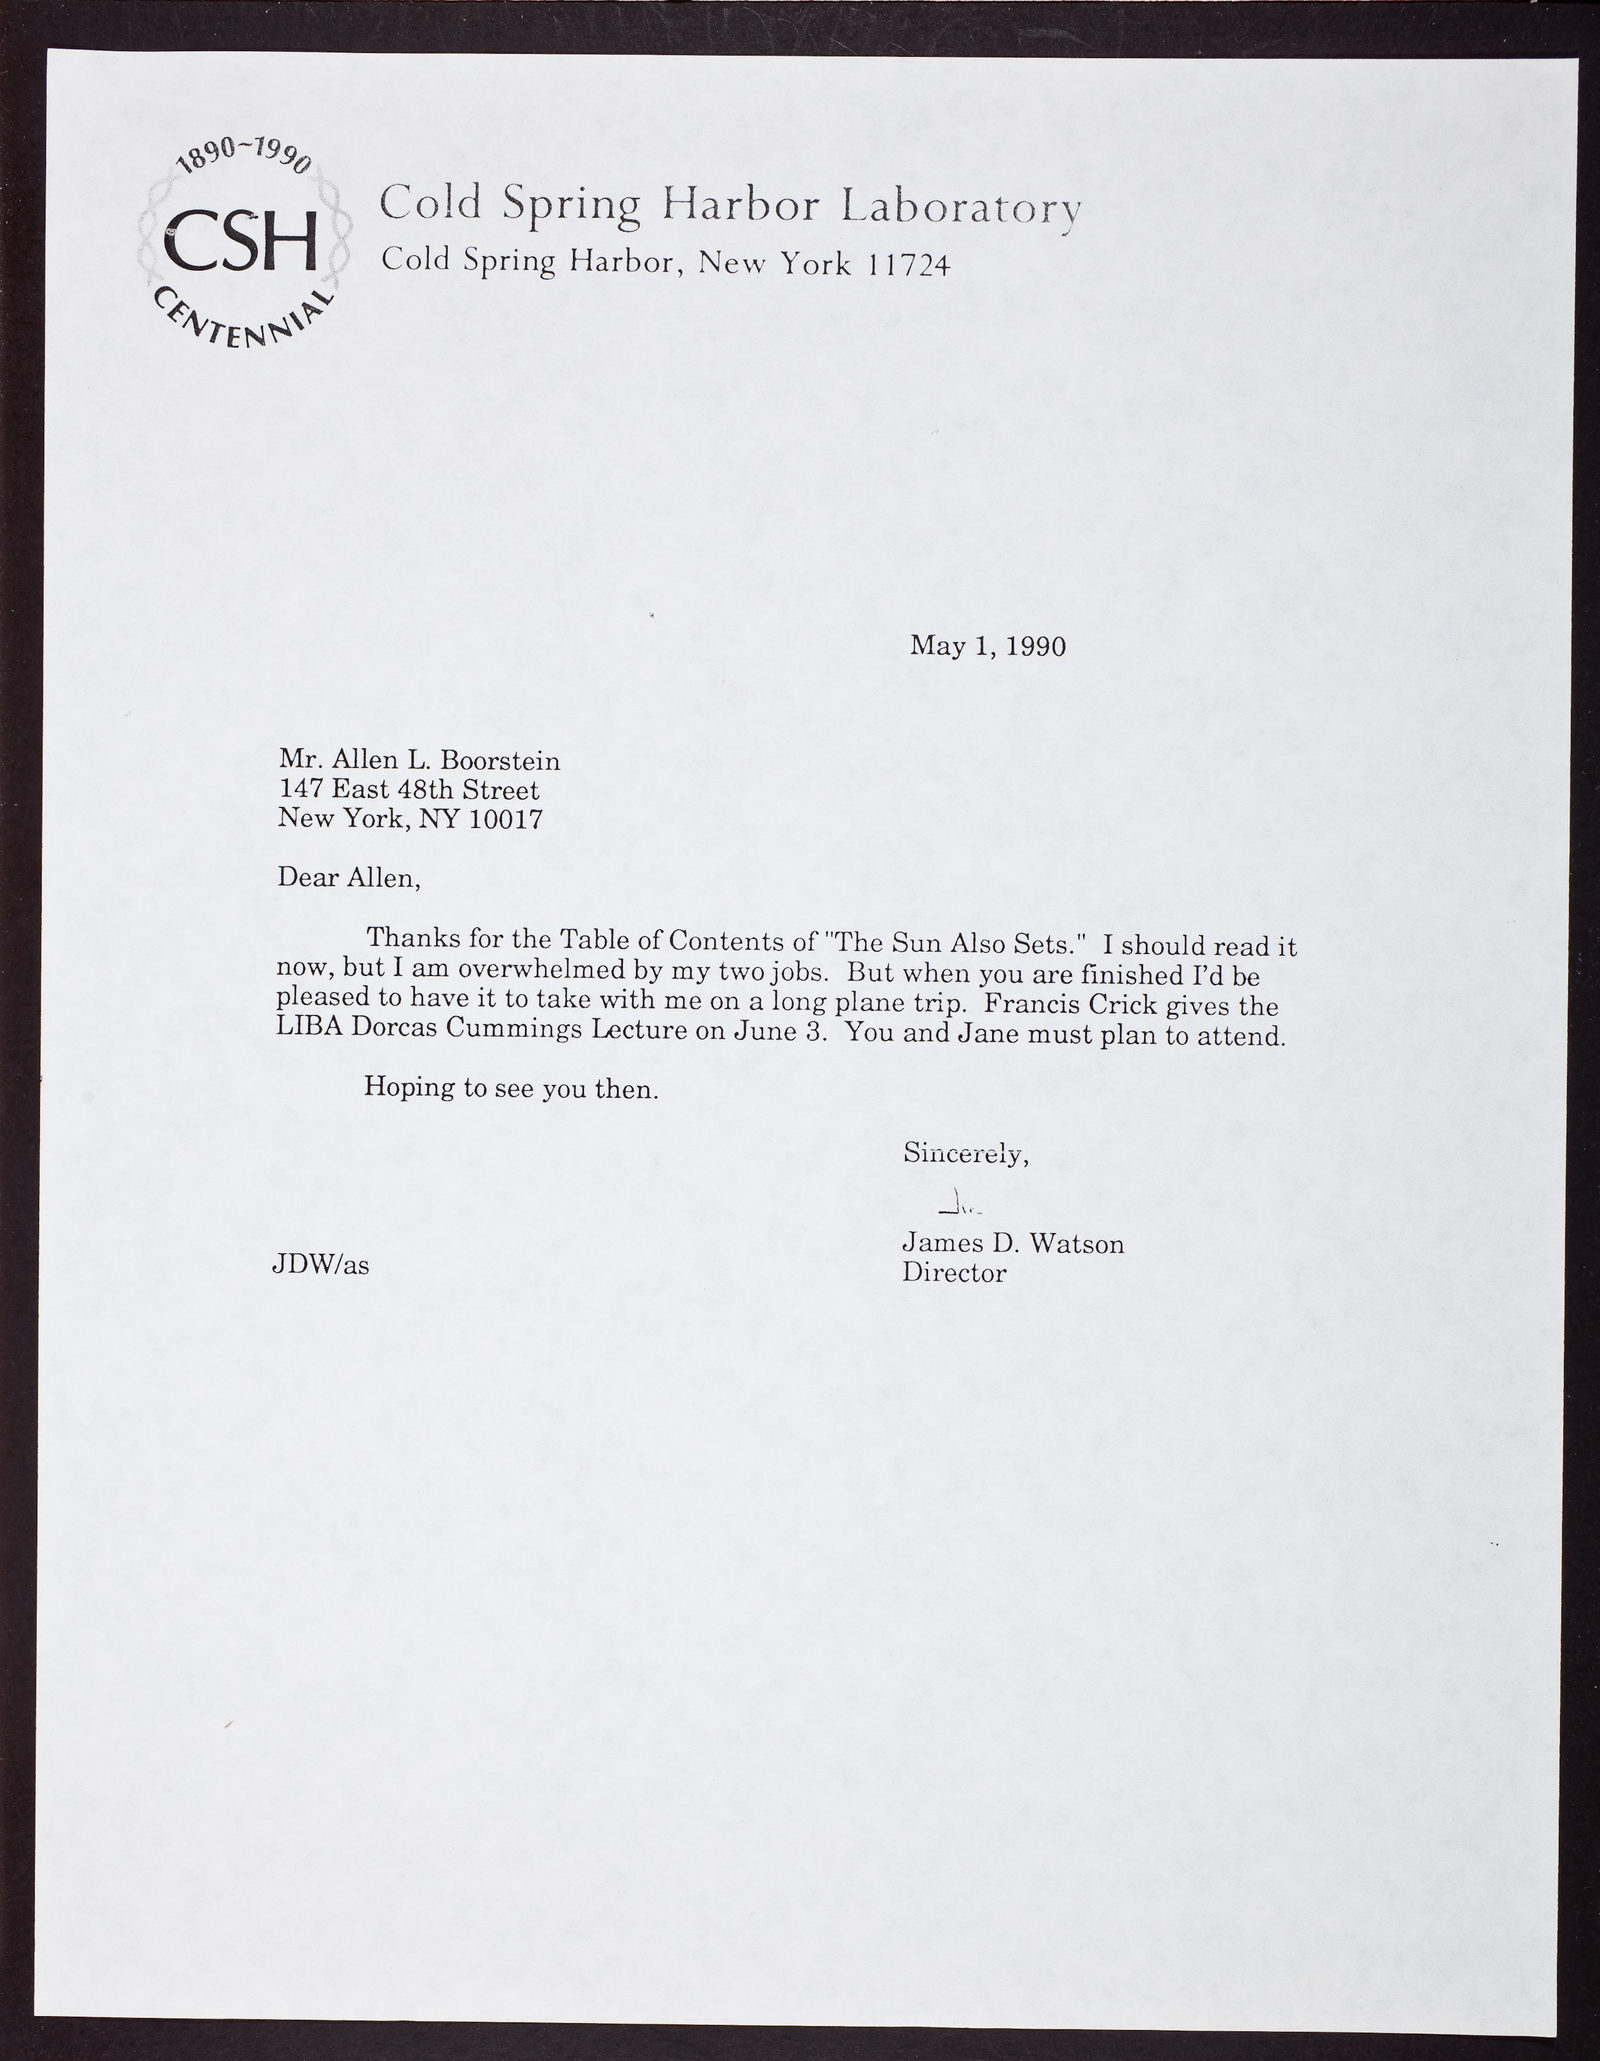 1890~1990
CSH
CENTENNIAL
Cold Spring Harbor Laboratory
Cold Spring Harbor, New York 11724
May 1, 1990
Mr. Allen L. Boorstein
147 East 48th Street
New York, NY 10017
Dear Allen,
Thanks for the Table of Contents of "The Sun Also Sets." I should read it
now, but I am overwhelmed by my two jobs. But when you are finished I'd be
pleased to have it to take with me on a long plane trip. Francis Crick gives the
LIBA Dorcas Cummings Lecture on June 3. You and Jane must plan to attend.
Hoping to see you then.
Sincerely,
Jim
James D. Watson
JDW/as
Director